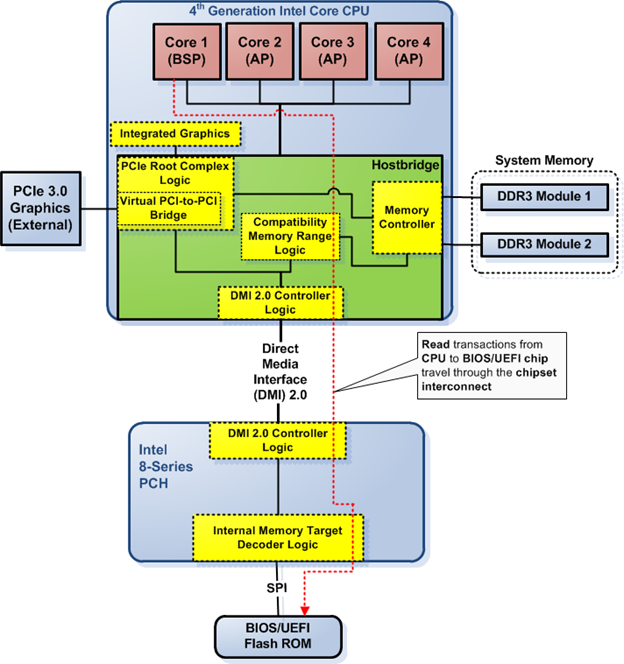 4th Generation Intel Core CPU
Core 1
(BSP)
Core 2
(AP)
Core 3
(AP)
Core 4
(AP)
Integrated Graphics
Hostbridge
PCIe Root Complex
Logic
Virtual PCI-to-PCI
Bridge
PCIe 3.0
Graphics
(External)
Compatibility
Memory Range
Logic
Memory
Controller
System Memory
DDR3 Module 1
DDR3 Module 2
DMI 2.0 Controller
Logic
Direct
Media
Interface
(DMI) 2.0
Read transactions from
CPU to BIOS/UEFI chip
travel through the chipset
interconnect
Intel
8-Series
PCH
DMI 2.0 Controller
Logic
Internal Memory Target
Decoder Logic
SPI
BIOS/UEFI
Flash ROM